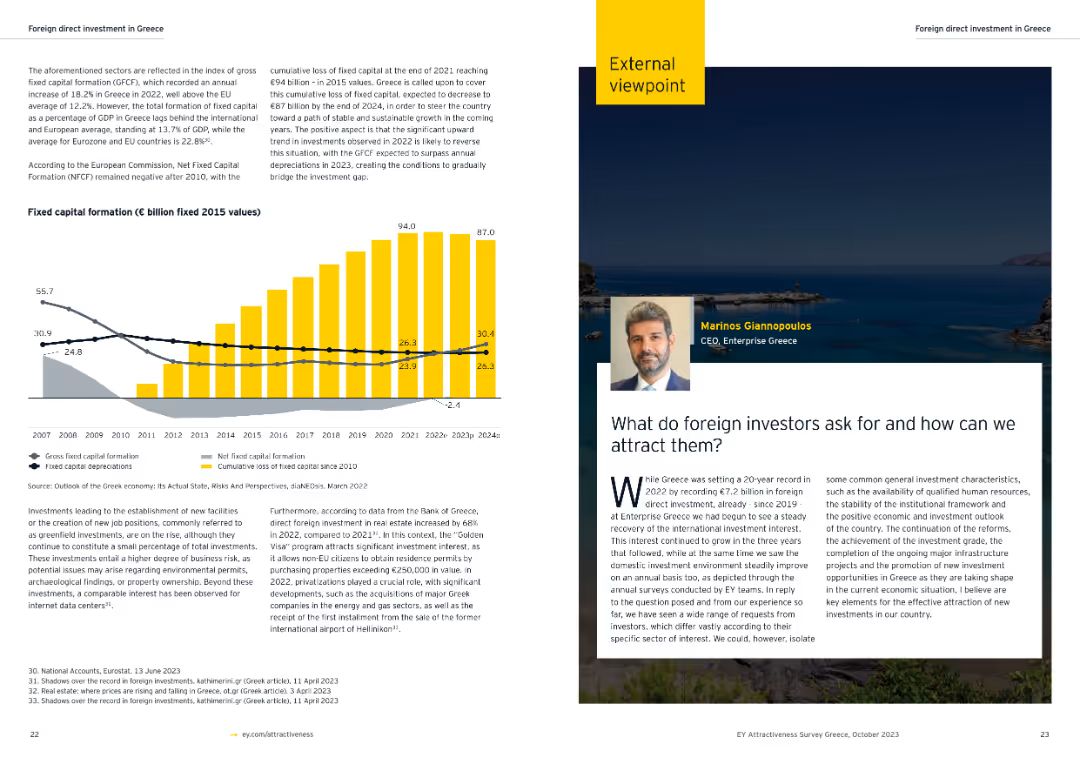 Foreign direct investment in Greece
The aforementioned sectors are reflected in the index of gross
fixed capital formation (GFCF), which recorded an annual
increase of 18.2% in Greece in 2022, well above the EU
average of 12.2%. However, the total formation of fixed capital
as a percentage of GDP in Greece lags behind the international
and European average, standing at 13.7% of GDP, while the
average for Eurozone and EU countries is 22.8%³⁰.
According to the European Commission, Net Fixed Capital
Formation (NFCF) remained negative after 2010, with the
cumulative loss of fixed capital at the end of 2021 reaching
€94 billion – in 2015 values. Greece is called upon to cover
this cumulative loss of fixed capital, expected to decrease to
€87 billion by the end of 2024, in order to steer the country
toward a path of stable and sustainable growth in the coming
years. The positive aspect is that the significant upward
trend in investments observed in 2022 is likely to reverse
this situation, with the GFCF expected to surpass annual
depreciations in 2023, creating the conditions to gradually
bridge the investment gap.
Fixed capital formation (€ billion fixed 2015 values)
94.0
87.0
55.7
30.9
24.8
26.3
23.9
30.4
26.3
-2.4
2007 2008 2009 2010 2011 2012 2013 2014 2015 2016 2017 2018 2019 2020 2021 2022e 2023p 2024p
Gross fixed capital formation
Net fixed capital formation
Fixed capital depreciations
Cumulative loss of fixed capital since 2010
Source: Outlook of the Greek economy; Its Actual State, Risks And Perspectives, diaNEOsis, March 2022
Investments leading to the establishment of new facilities
or the creation of new job positions, commonly referred to
as greenfield investments, are on the rise, although they
continue to constitute a small percentage of total investments.
These investments entail a higher degree of business risk, as
potential issues may arise regarding environmental permits,
archaeological findings, or property ownership. Beyond these
investments, a comparable interest has been observed for
internet data centers³¹.
Furthermore, according to data from the Bank of Greece,
direct foreign investment in real estate increased by 68%
in 2022, compared to 2021³². In this context, the "Golden
Visa" program attracts significant investment interest, as
it allows non-EU citizens to obtain residence permits by
purchasing properties exceeding €250,000 in value. In
2022, privatizations played a crucial role, with significant
developments, such as the acquisitions of major Greek
companies in the energy and gas sectors, as well as the
receipt of the first installment from the sale of the former
international airport of Hellinikon³³.
30. National Accounts, Eurostat, 13 June 2023
31. Shadows over the record in foreign investments, kathimerini.gr (Greek article), 11 April 2023
32. Real estate: where prices are rising and falling in Greece, ot.gr (Greek article), 3 April 2023
33. Shadows over the record in foreign investments, kathimerini.gr (Greek article), 11 April 2023
22
→ ey.com/attractiveness
Foreign direct investment in Greece
External
viewpoint
Marinos Giannopoulos
CEO, Enterprise Greece
What do foreign investors ask for and how can we
attract them?
While Greece was setting a 20-year record in
2022 by recording €7.2 billion in foreign
direct investment, already - since 2019 -
at Enterprise Greece we had begun to see a steady
recovery of the international investment interest.
This interest continued to grow in the three years
that followed, while at the same time we saw the
domestic investment environment steadily improve
on an annual basis too, as depicted through the
annual surveys conducted by EY teams. In reply
to the question posed and from our experience so
far, we have seen a wide range of requests from
investors, which differ vastly according to their
specific sector of interest. We could, however, isolate
some common general investment characteristics,
such as the availability of qualified human resources,
the stability of the institutional framework and
the positive economic and investment outlook
of the country. The continuation of the reforms,
the achievement of the investment grade, the
completion of the ongoing major infrastructure
projects and the promotion of new investment
opportunities in Greece as they are taking shape
in the current economic situation, I believe are
key elements for the effective attraction of new
investments in our country.
EY Attractiveness Survey Greece, October 2023
23